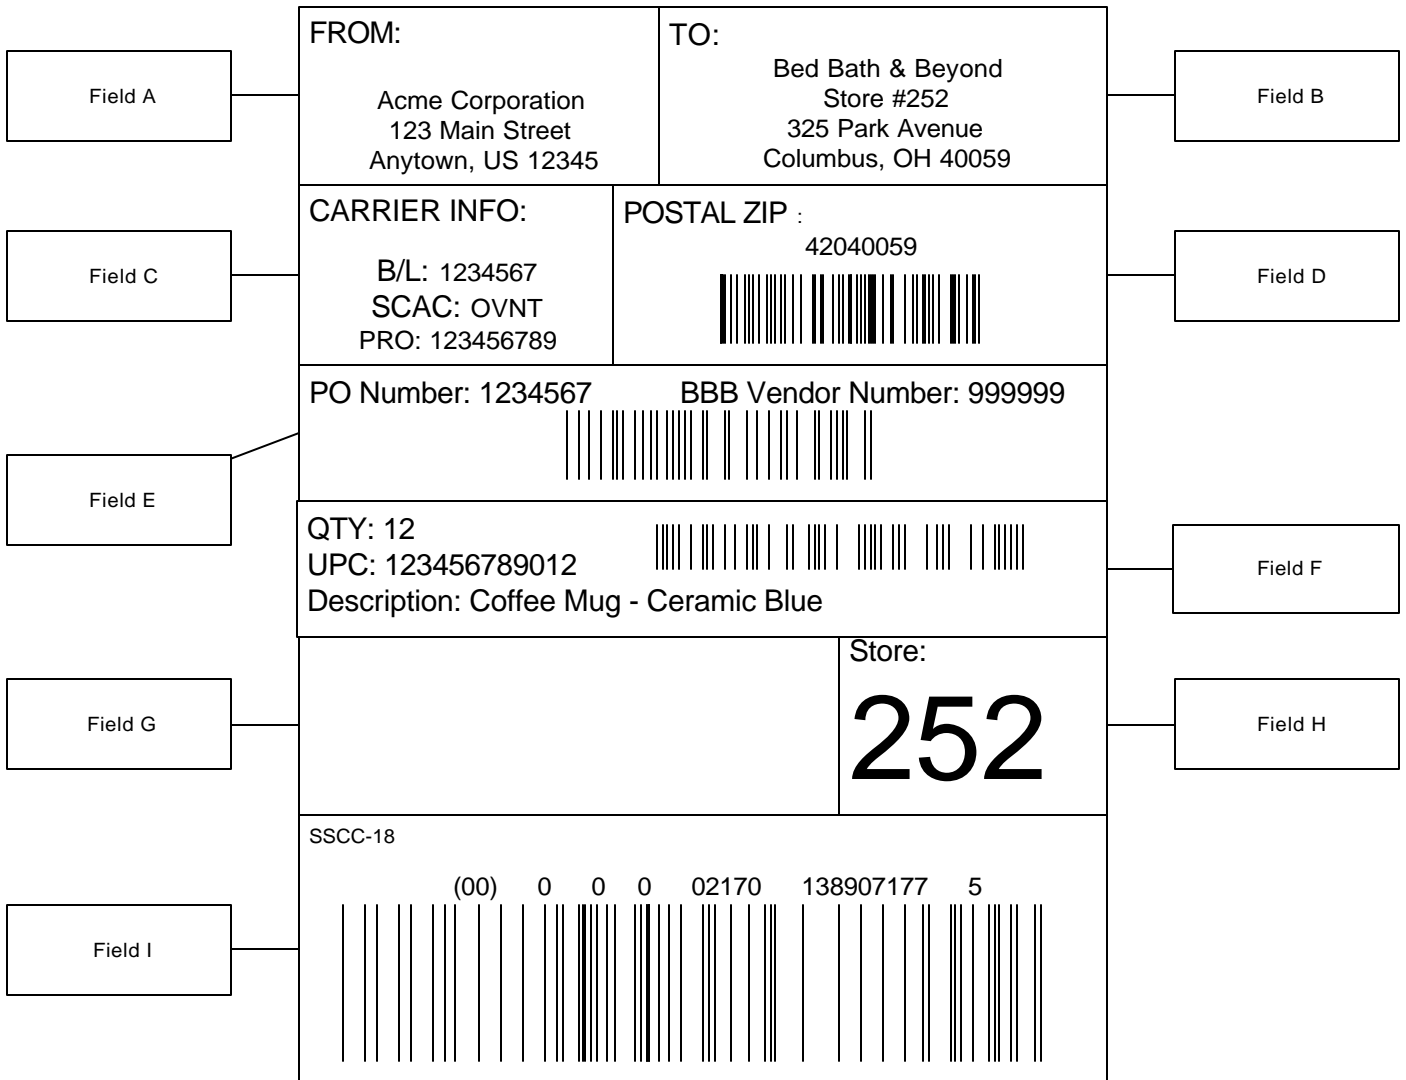 FROM:
Acme Corporation
123 Main Street
Anytown, US 12345
TO:
Bed Bath & Beyond
Store #252
325 Park Avenue
Columbus, OH 40059
Field A
Field B
CARRIER INFO:
B/L: 1234567
SCAC: OVNT
PRO: 123456789
POSTAL ZIP :
42040059
Field C
Field D
PO Number: 1234567 BBB Vendor Number: 999999
Field E
QTY: 12
UPC: 123456789012
Description: Coffee Mug - Ceramic Blue
Field F
Field G
Store:
252
Field H
SSCC-18
(00) 0 0 0 02170 138907177 5
Field I